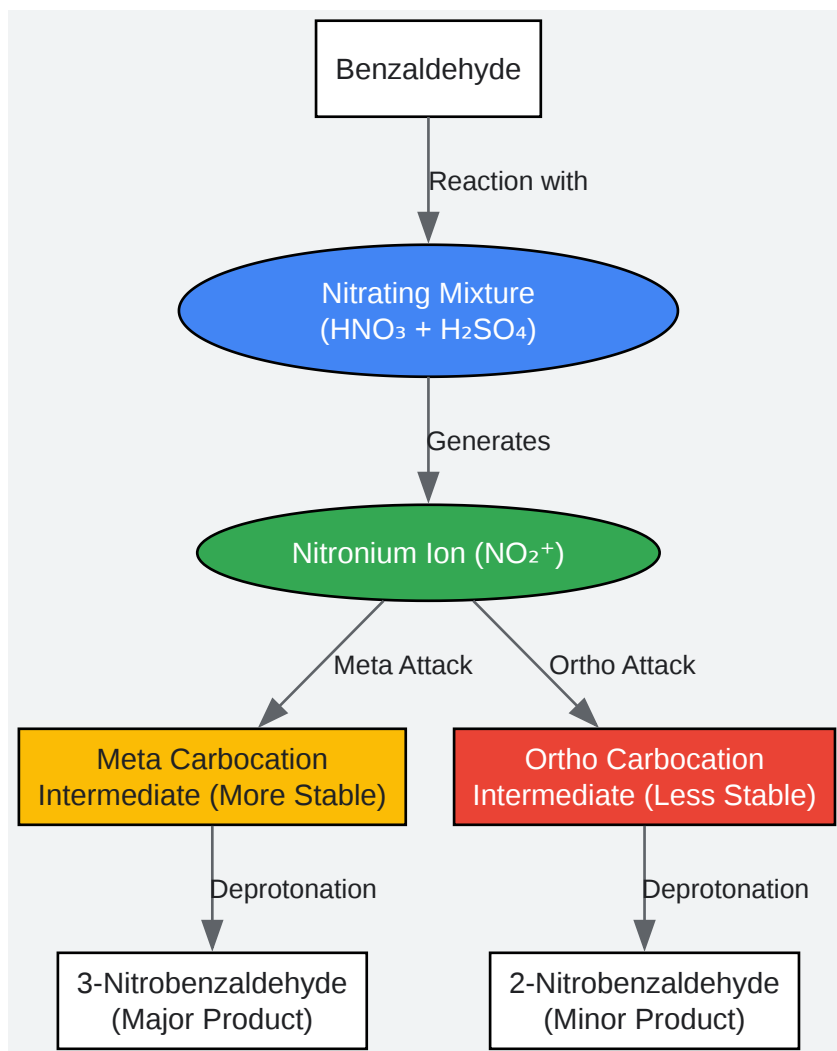 Benzaldehyde
Reaction with
Nitrating Mixture
(HNO₃ + H₂SO₄)
Generates
Nitronium Ion (NO₂⁺)
Meta Attack
Ortho Attack
Meta Carbocation
Intermediate (More Stable)
Ortho Carbocation
Intermediate (Less Stable)
Deprotonation
Deprotonation
3-Nitrobenzaldehyde
(Major Product)
2-Nitrobenzaldehyde
(Minor Product)